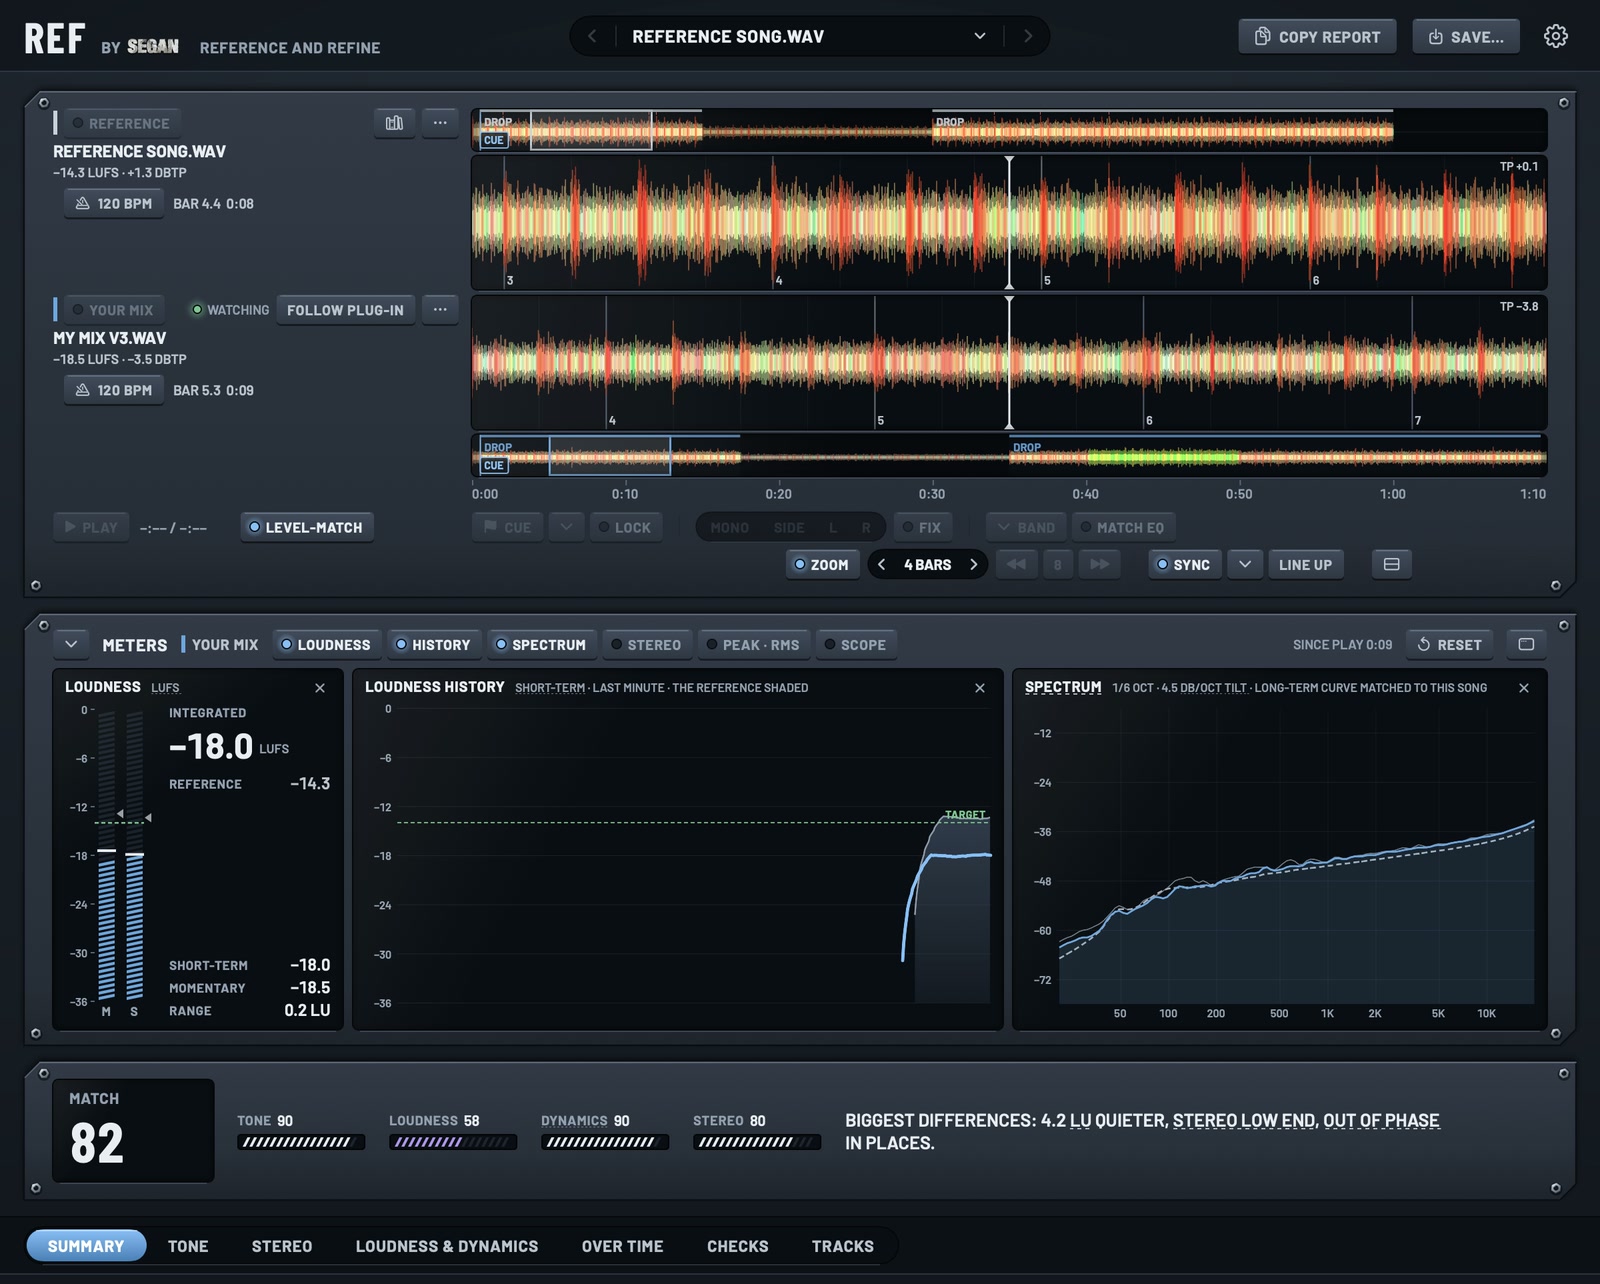 REF BY SEGAN REFERENCE AND REFINE
REFERENCE SONG.WAV
COPY REPORT
SAVE...
REFERENCE
REFERENCE SONG.WAV
−14.3 LUFS · +1.3 DBTP
120 BPM BAR 4.4 0:08
DROP
CUE
DROP
TP +0.1
3 4 5 6
YOUR MIX WATCHING FOLLOW PLUG-IN
MY MIX V3.WAV
−18.5 LUFS · −3.5 DBTP
120 BPM BAR 5.3 0:09
TP −3.8
4 5 6 7
DROP
CUE
DROP
0:00 0:10 0:20 0:30 0:40 0:50 1:00 1:10
PLAY −:−− / −:−− LEVEL-MATCH CUE LOCK MONO SIDE L R FIX BAND MATCH EQ
ZOOM 4 BARS 8 SYNC LINE UP
METERS YOUR MIX LOUDNESS HISTORY SPECTRUM STEREO PEAK · RMS SCOPE SINCE PLAY 0:09 RESET
LOUDNESS LUFS
0
−6
−12
−18
−24
−30
−36
M S
INTEGRATED
−18.0 LUFS
REFERENCE −14.3
SHORT-TERM −18.0
MOMENTARY −18.5
RANGE 0.2 LU
LOUDNESS HISTORY SHORT-TERM · LAST MINUTE · THE REFERENCE SHADED
0
−6
−12
TARGET
−18
−24
−30
−36
SPECTRUM 1/6 OCT · 4.5 DB/OCT TILT · LONG-TERM CURVE MATCHED TO THIS SONG
−12
−24
−36
−48
−60
−72
50 100 200 500 1K 2K 5K 10K
MATCH
82
TONE 90
LOUDNESS 58
DYNAMICS 90
STEREO 80
BIGGEST DIFFERENCES: 4.2 LU QUIETER, STEREO LOW END, OUT OF PHASE
IN PLACES.
SUMMARY TONE STEREO LOUDNESS & DYNAMICS OVER TIME CHECKS TRACKS